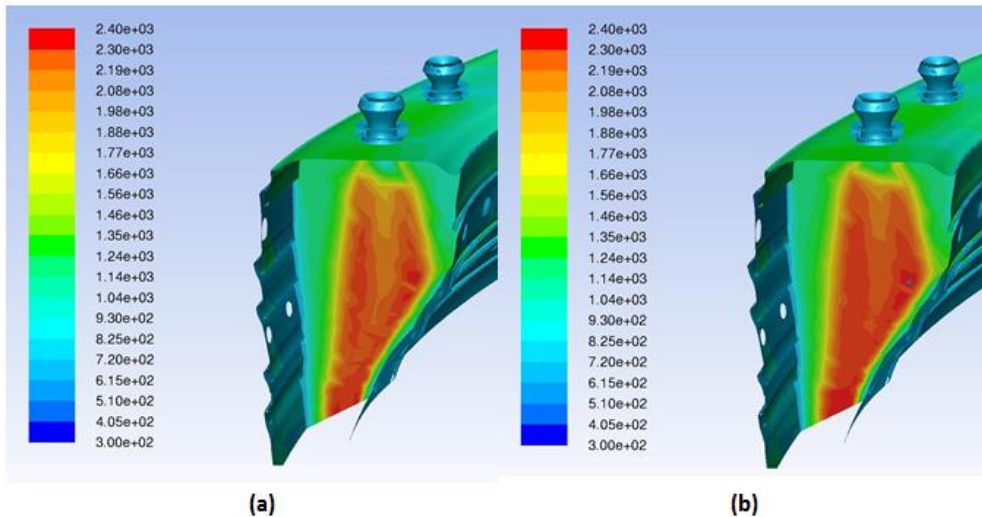 2.40e+03
2.30e+03
2.19e+03
2.08e+03
1.98e+03
1.88e+03
1.77e+03
1.66e+03
1.56e+03
1.46e+03
1.35e+03
1.24e+03
1.14e+03
1.04e+03
9.30e+02
8.25e+02
7.20e+02
6.15e+02
5.10e+02
4.05e+02
3.00e+02
(a)
2.40e+03
2.30e+03
2.19e+03
2.08e+03
1.98e+03
1.88e+03
1.77e+03
1.66e+03
1.56e+03
1.46e+03
1.35e+03
1.24e+03
1.14e+03
1.04e+03
9.30e+02
8.25e+02
7.20e+02
6.15e+02
5.10e+02
4.05e+02
3.00e+02
(b)